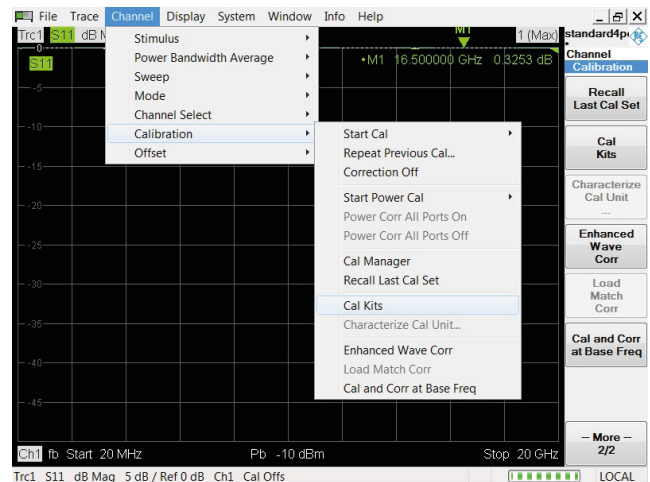 File Trace Channel Display System Window Info Help
Trc1 S11 dB M
1 (Max)
M1
S11
•M1 16.500000 GHz 0.3253 dB
0
-5
-10
-15
-20
-25
-30
-35
-40
-45
Stimulus
Power Bandwidth Average
Sweep
Mode
Channel Select
Calibration
Offset
Start Cal
Repeat Previous Cal...
Correction Off
Start Power Cal
Power Corr All Ports On
Power Corr All Ports Off
Cal Manager
Recall Last Cal Set
Cal Kits
Characterize Cal Unit...
Enhanced Wave Corr
Load Match Corr
Cal and Corr at Base Freq
Ch1 fb Start 20 MHz Pb -10 dBm Stop 20 GHz
Trc1 S11 dB Mag 5 dB / Ref 0 dB Ch1 Cal Offs
LOCAL
standard4p
Channel
Calibration
Recall
Last Cal Set
Cal
Kits
Characterize
Cal Unit
...
Enhanced
Wave
Corr
Load
Match
Corr
Cal and Corr
at Base Freq
– More –
2/2